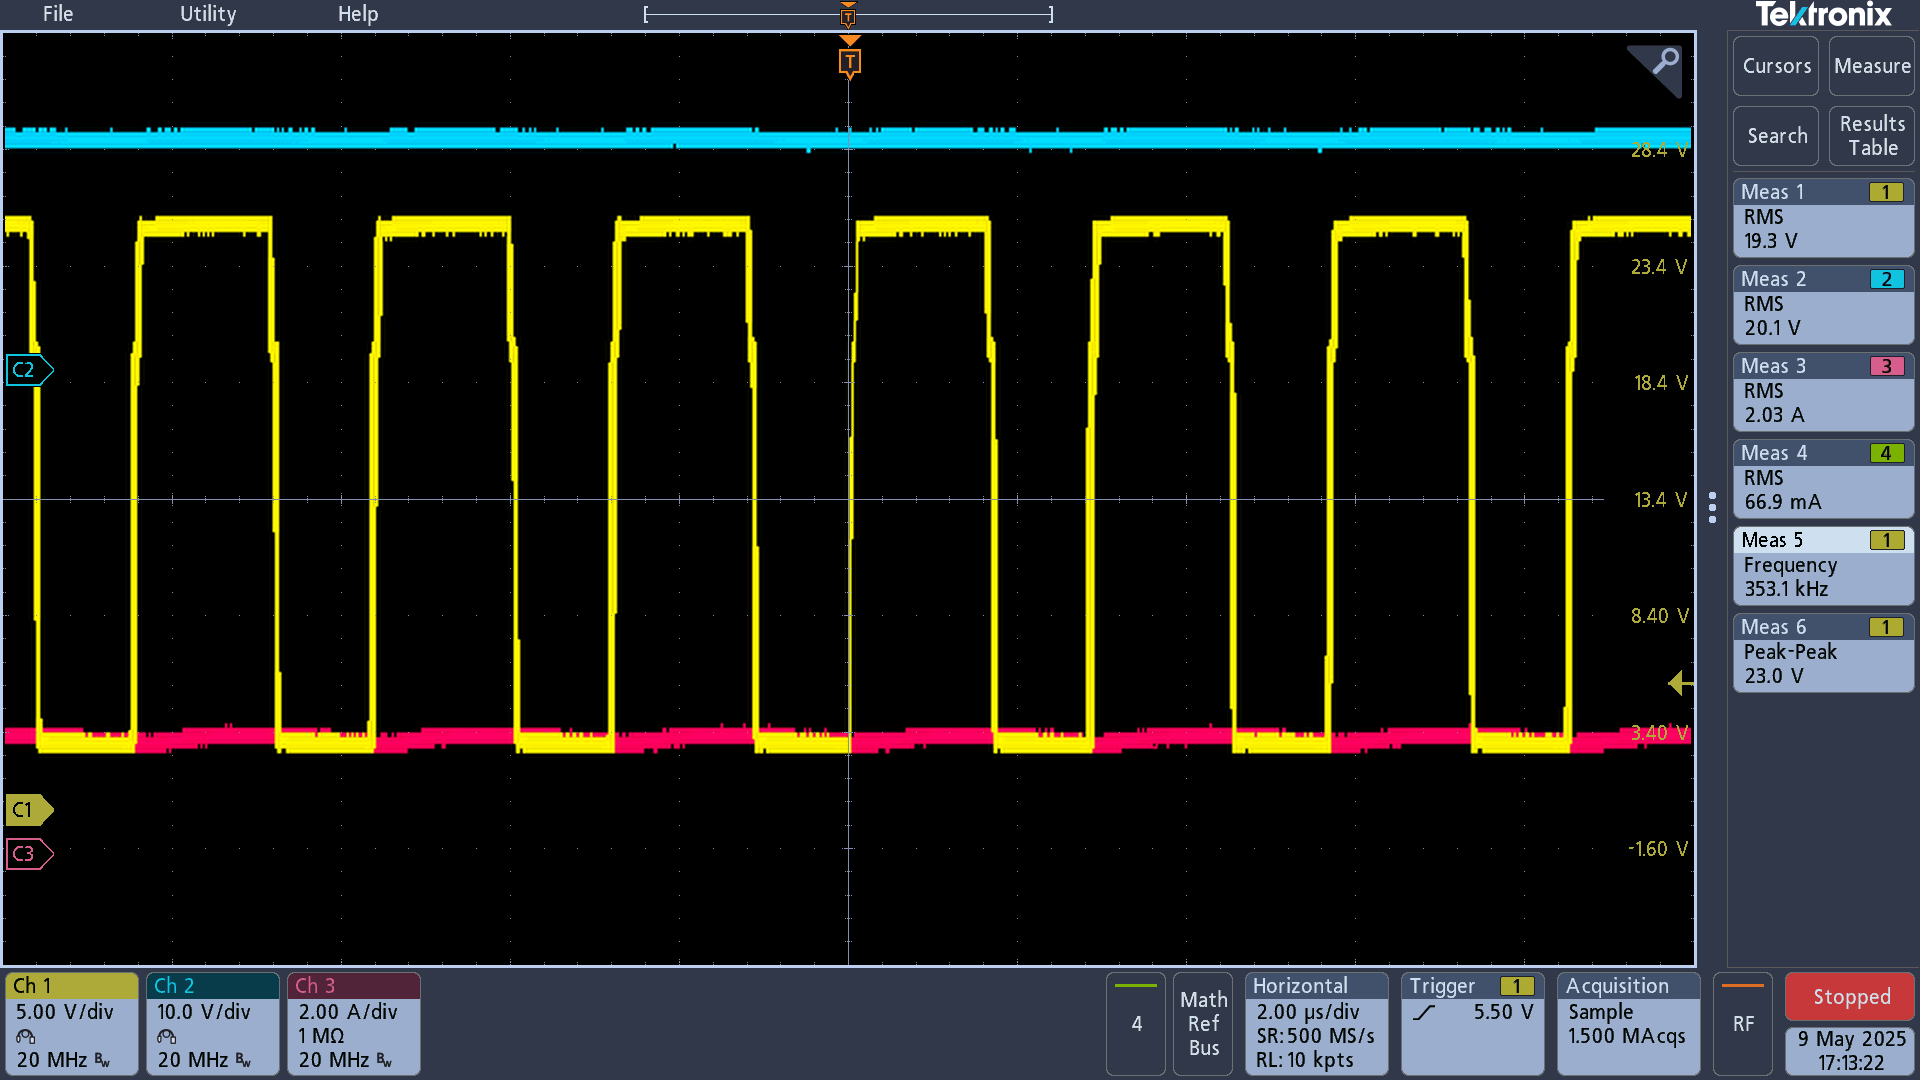 File Utility Help
T
Tektronix
T
Cursors Measure
Search Results Table
28.4 V
23.4 V
18.4 V
13.4 V
8.40 V
3.40 V
-1.60 V
C2
C1
C3
Meas 1 1
RMS
19.3 V
Meas 2 2
RMS
20.1 V
Meas 3 3
RMS
2.03 A
Meas 4 4
RMS
66.9 mA
Meas 5 1
Frequency
353.1 kHz
Meas 6 1
Peak-Peak
23.0 V
Ch 1
5.00 V/div
20 MHz Bw
Ch 2
10.0 V/div
20 MHz Bw
Ch 3
2.00 A/div
1 MΩ
20 MHz Bw
4
Math
Ref
Bus
Horizontal
2.00 µs/div
SR: 500 MS/s
RL: 10 kpts
Trigger 1
5.50 V
Acquisition
Sample
1.500 MAcqs
RF
Stopped
9 May 2025
17:13:22